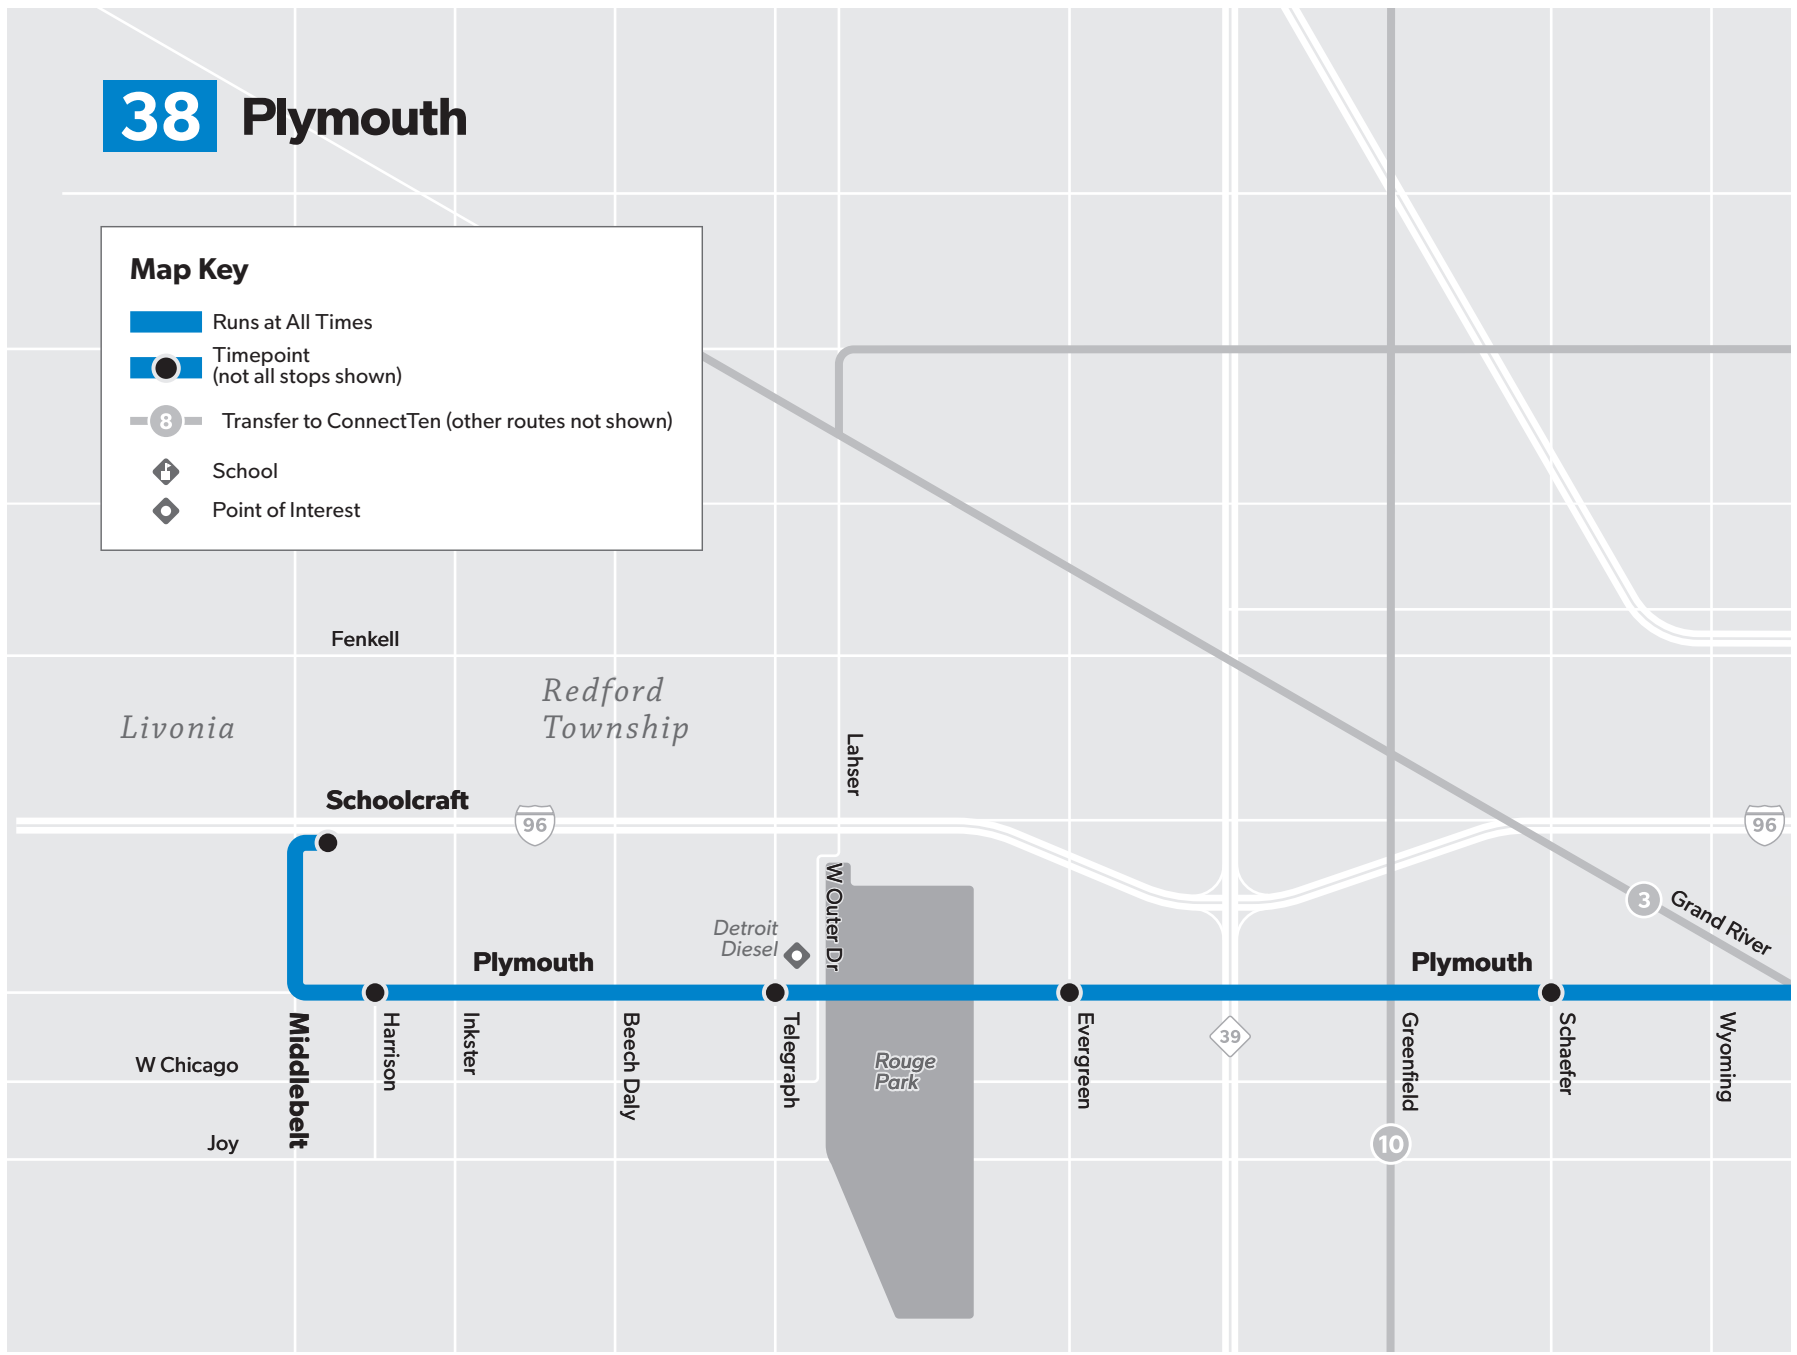 38 Plymouth
Map Key
Runs at All Times
Timepoint
(not all stops shown)
8 Transfer to ConnectTen (other routes not shown)
School
Point of Interest
Fenkell
Redford
Township
Livonia
Lahser
Schoolcraft
96
96
3
Grand River
W Outer Dr
Detroit
Diesel
Plymouth
Plymouth
Middlebelt
Harrison
Inkster
Beech Daly
Telegraph
Evergreen
39
Greenfield
Schaefer
Wyoming
W Chicago
Rouge
Park
Joy
10